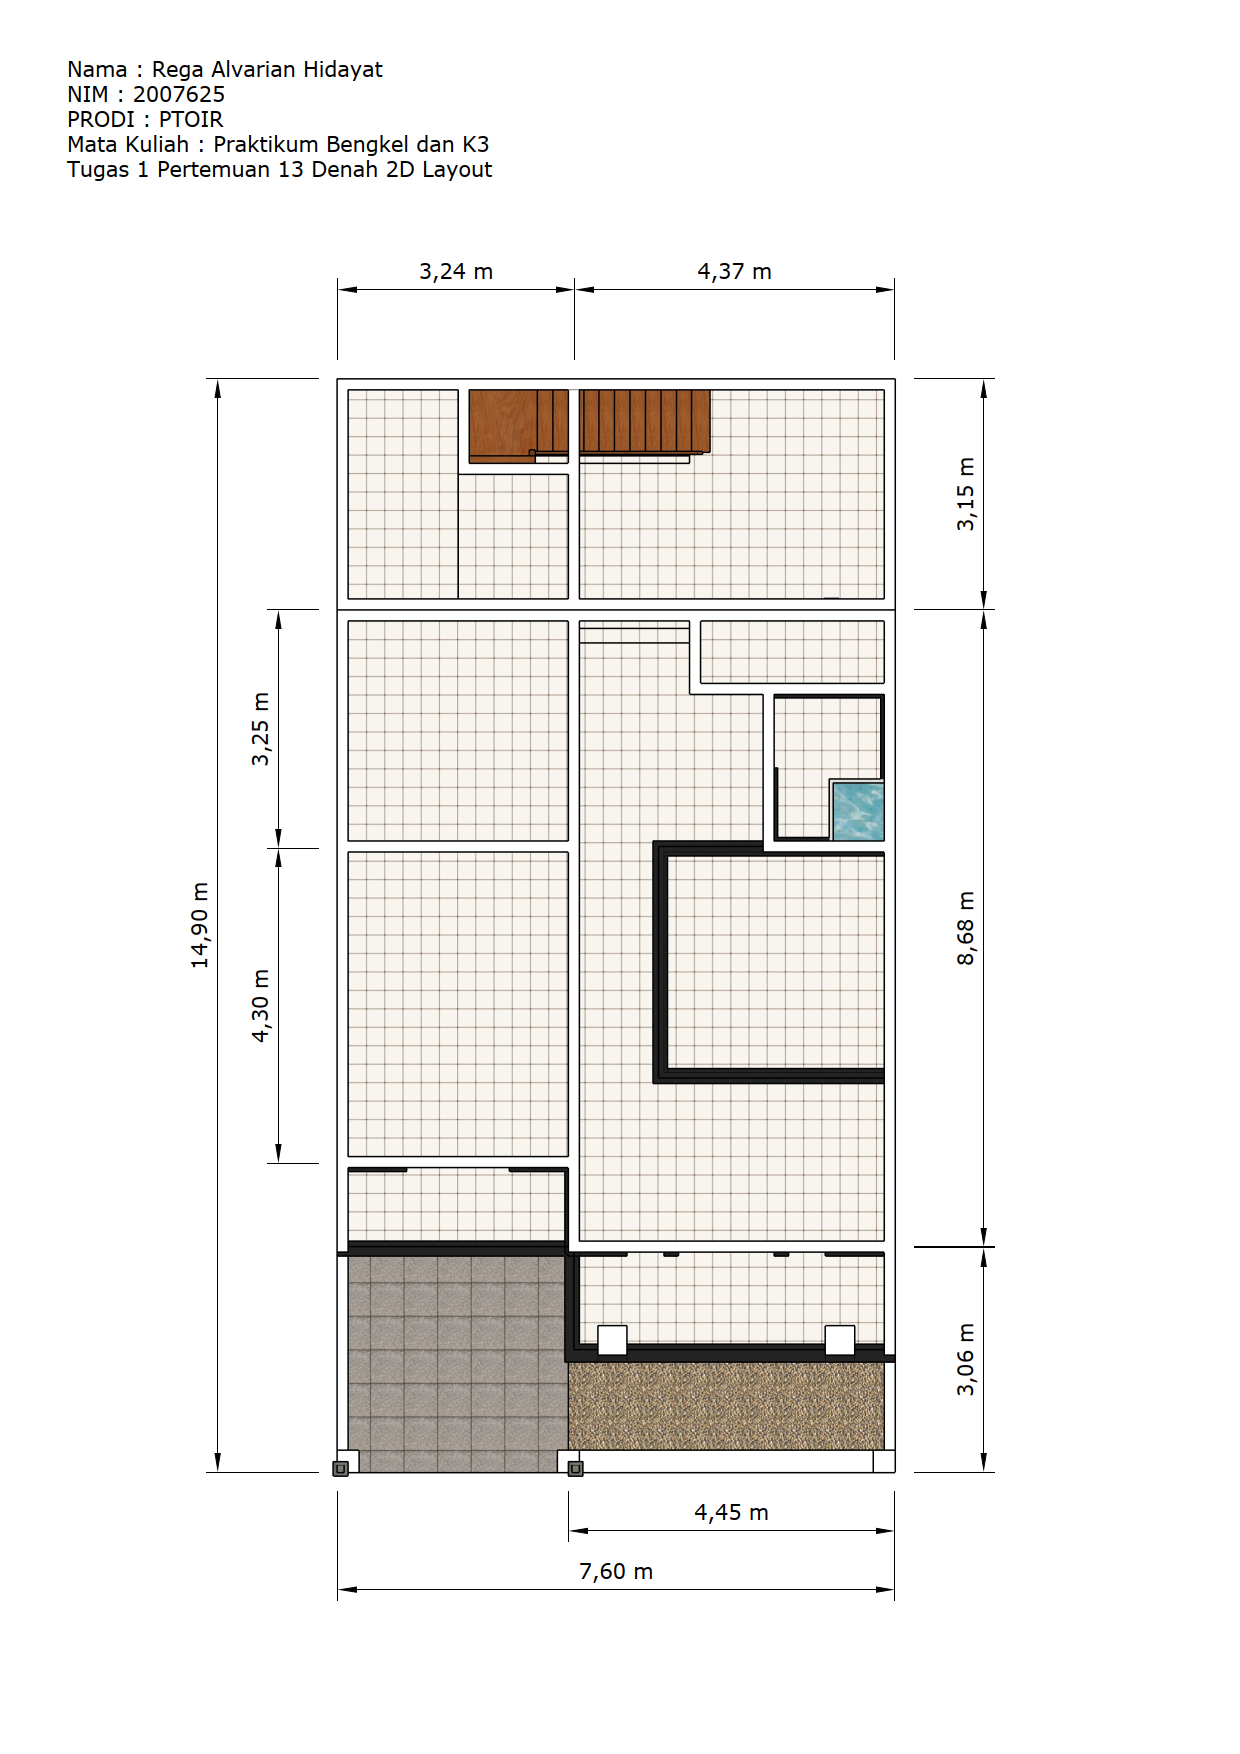 Nama : Rega Alvarian Hidayat
NIM : 2007625
PRODI : PTOIR
Mata Kuliah : Praktikum Bengkel dan K3
Tugas 1 Pertemuan 13 Denah 2D Layout
3,24 m
4,37 m
3,15 m
3,25 m
14,90 m
8,68 m
4,30 m
3,06 m
4,45 m
7,60 m